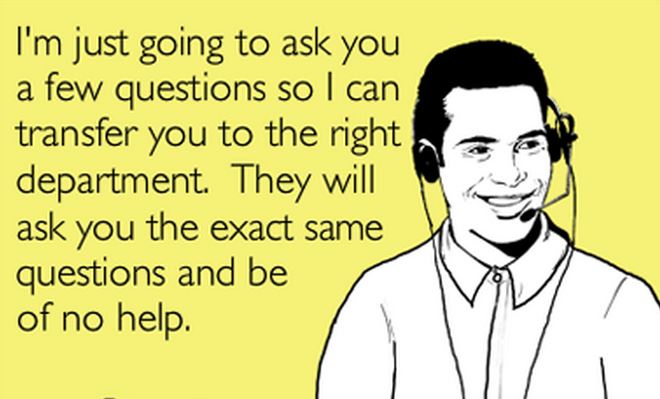 I'm just going to ask you
a few questions so I can
transfer you to the right
department.  They will
ask you the exact same
questions and be
of no help.